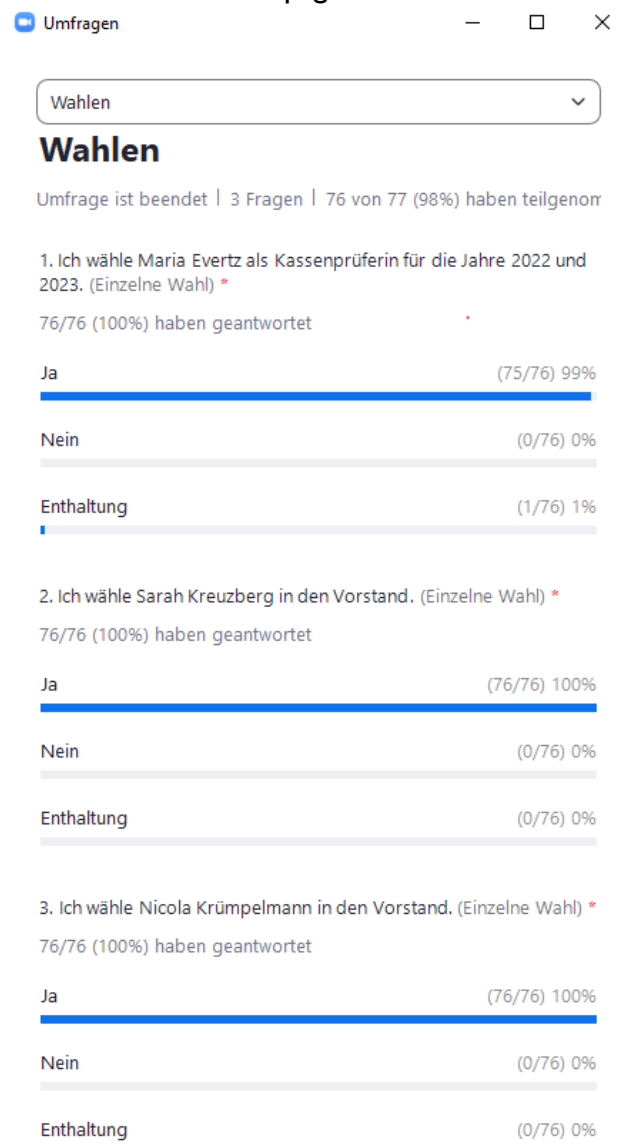 Umfragen
Wahlen
Wahlen
Umfrage ist beendet | 3 Fragen | 76 von 77 (98%) haben teilgenom
1. Ich wähle Maria Evertz als Kassenprüferin für die Jahre 2022 und
2023. (Einzelne Wahl) *
76/76 (100%) haben geantwortet
Ja (75/76) 99%
Nein (0/76) 0%
Enthaltung (1/76) 1%
2. Ich wähle Sarah Kreuzberg in den Vorstand. (Einzelne Wahl) *
76/76 (100%) haben geantwortet
Ja (76/76) 100%
Nein (0/76) 0%
Enthaltung (0/76) 0%
3. Ich wähle Nicola Krümpelmann in den Vorstand. (Einzelne Wahl) *
76/76 (100%) haben geantwortet
Ja (76/76) 100%
Nein (0/76) 0%
Enthaltung (0/76) 0%